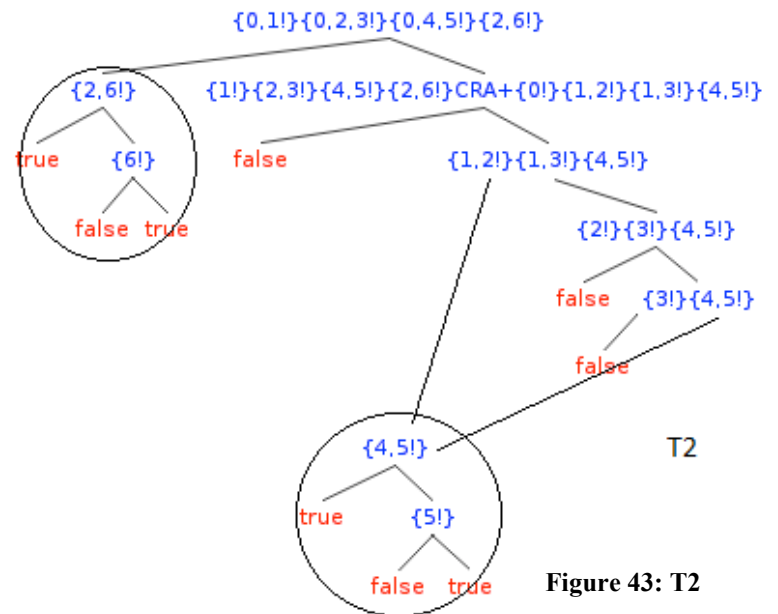 {0,1!}{0,2,3!}{0,4,5!}{2,6!}
{2,6!} {1!}{2,3!}{4,5!}{2,6!}CRA+{0!}{1,2!}{1,3!}{4,5!}
true {6!} false {1,2!}{1,3!}{4,5!}
false true {2!}{3!}{4,5!}
false {3!}{4,5!}
false
{4,5!} T2
true {5!}
false true Figure 43: T2